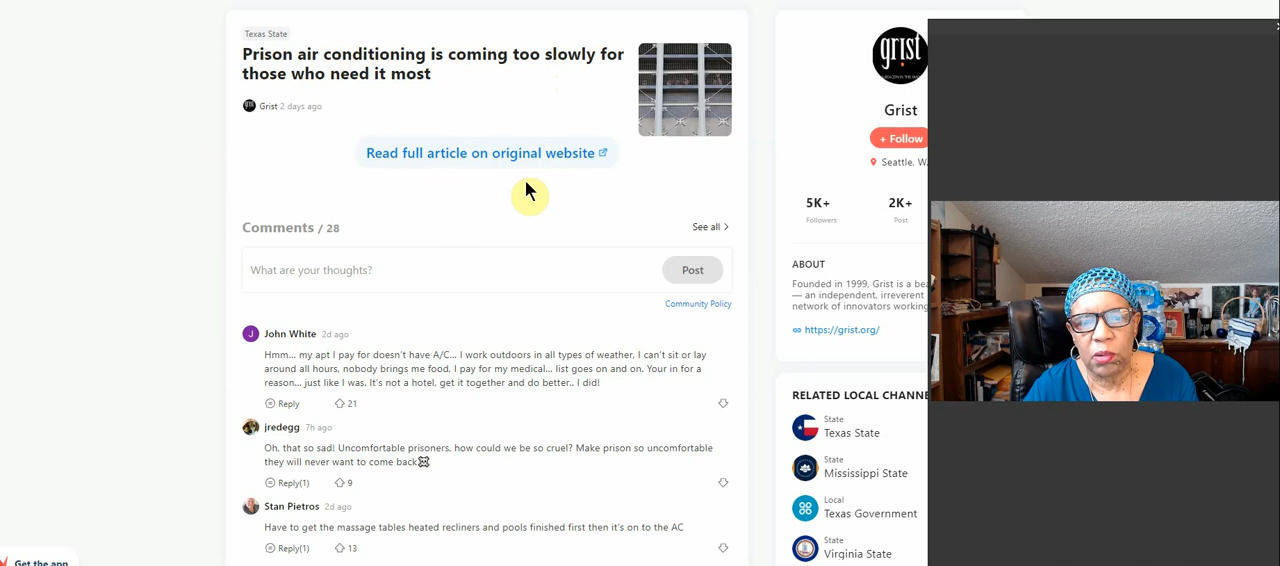 Texas State
Prison air conditioning is coming too slowly for
those who need it most
Grist 2 days ago
Read full article on original website
Comments / 28
See all
What are your thoughts?
Post
Community Policy
J John White 2d ago
Hmm... my apt I pay for doesn't have A/C... I work outdoors in all types of weather, I can't sit or lay
around all hours, nobody brings me food, I pay for my medical... list goes on and on. Your in for a
reason... just like I was. It's not a hotel, get it together and do better.. I did!
Reply 21
jredegg 7h ago
Oh, that so sad! Uncomfortable prisoners, how could we be so cruel? Make prison so uncomfortable
they will never want to come back
Reply(1) 9
Stan Pietros 2d ago
Have to get the massage tables heated recliners and pools finished first then it's on to the AC
Reply(1) 13
Get the app
grist
Grist
+ Follow
Seattle, W
5K+ 2K+
Followers Post
ABOUT
Founded in 1999, Grist is a
— an independent, irreverent
network of innovators working
https://grist.org/
RELATED LOCAL
State
Texas State
State
Mississippi State
Local
Texas Government
State
Virginia State